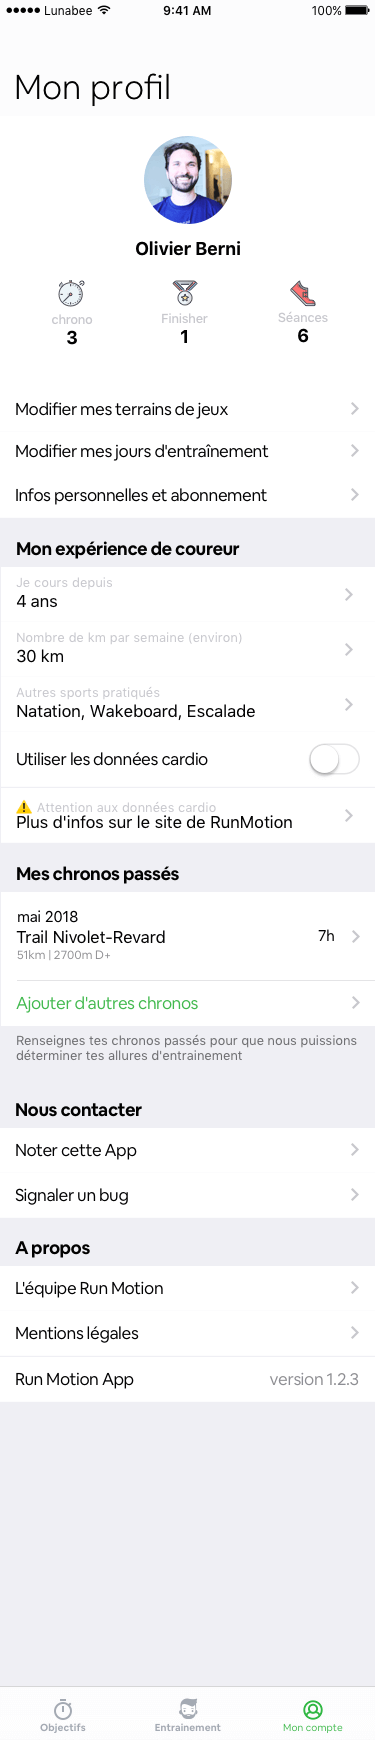 Lunabee 9:41 AM 100%
Mon profil
Olivier Berni
chrono Finisher Séances
3 1 6
Modifier mes terrains de jeux
Modifier mes jours d'entraînement
Infos personnelles et abonnement
Mon expérience de coureur
Je cours depuis
4 ans
Nombre de km par semaine (environ)
30 km
Autres sports pratiqués
Natation, Wakeboard, Escalade
Utiliser les données cardio
Attention aux données cardio
Plus d'infos sur le site de RunMotion
Mes chronos passés
mai 2018
Trail Nivolet-Revard 7h
51km | 2700m D+
Ajouter d'autres chronos
Renseignes tes chronos passés pour que nous puissions
déterminer tes allures d'entrainement
Nous contacter
Noter cette App
Signaler un bug
A propos
L'équipe Run Motion
Mentions légales
Run Motion App version 1.2.3
Objectifs Entrainement Mon compte